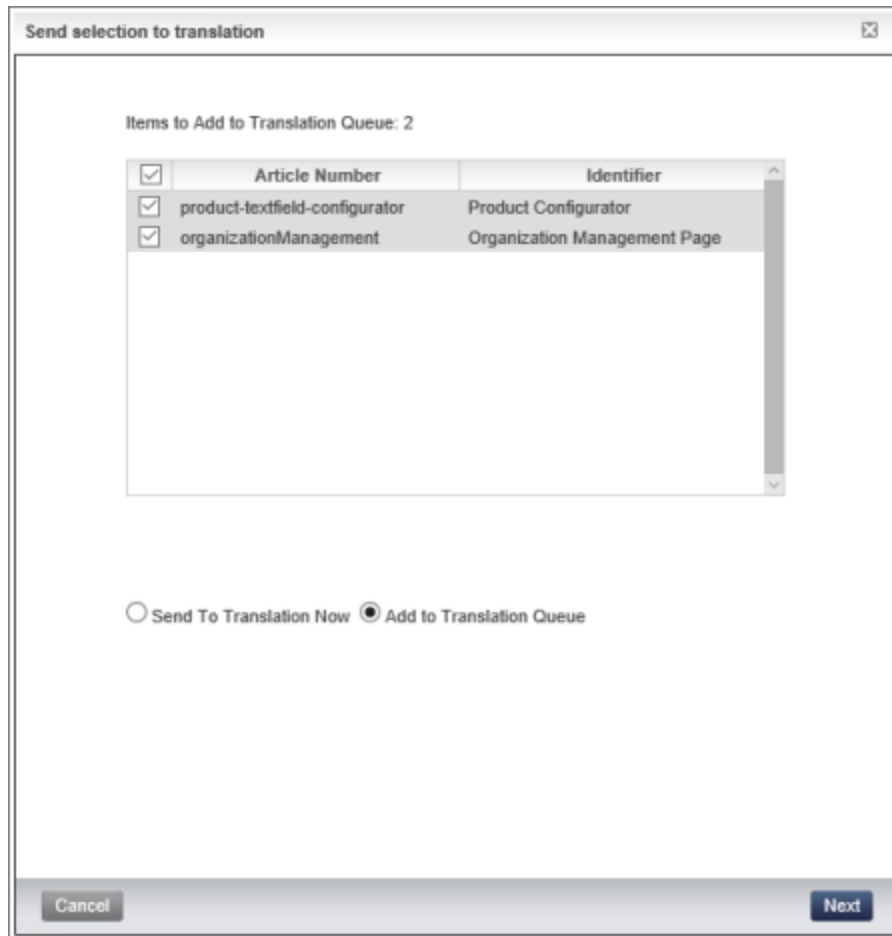 Send selection to translation
Items to Add to Translation Queue: 2
Article Number Identifier
product-textfield-configurator Product Configurator
organizationManagement Organization Management Page
Send To Translation Now Add to Translation Queue
Cancel Next